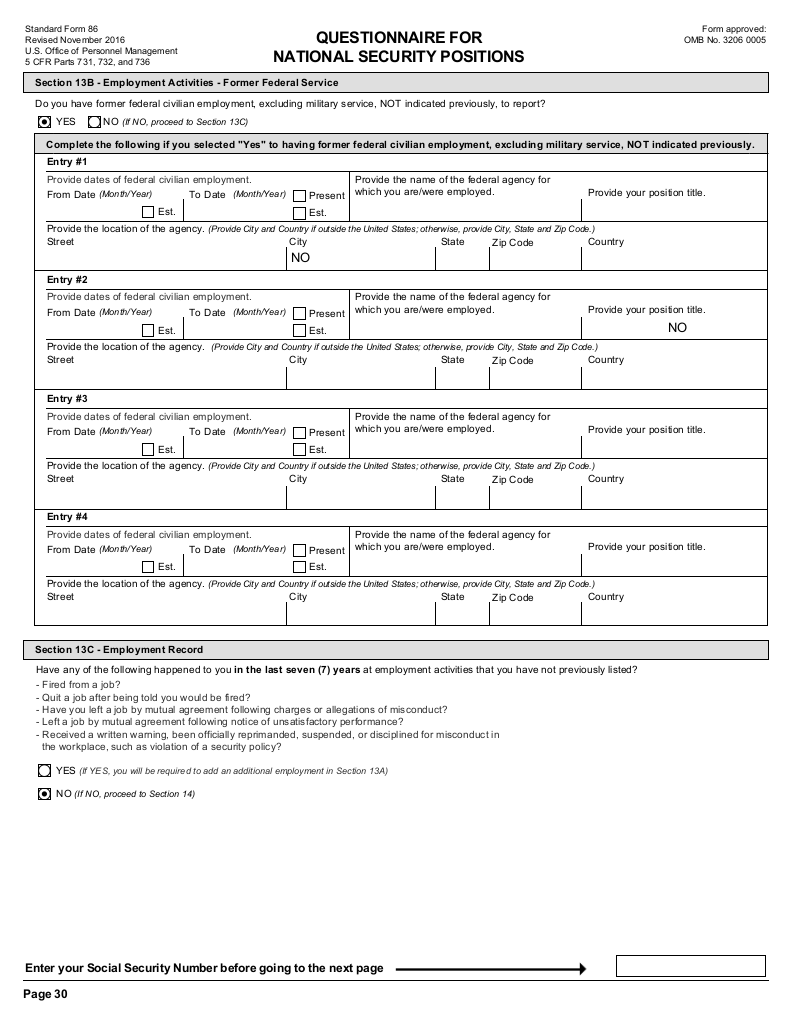 Standard Form 86
Revised November 2016
U.S. Office of Personnel Management
5 CFR Parts 731, 732, and 736
QUESTIONNAIRE FOR
NATIONAL SECURITY POSITIONS
Form approved:
OMB No. 3206 0005
Section 13B - Employment Activities - Former Federal Service
Do you have former federal civilian employment, excluding military service, NOT indicated previously, to report?
YES NO (If NO, proceed to Section 13C)
Complete the following if you selected "Yes" to having former federal civilian employment, excluding military service, NOT indicated previously.
Entry #1
Provide dates of federal civilian employment.
From Date (Month/Year) To Date (Month/Year) Present
Est. Est.
Provide the name of the federal agency for
which you are/were employed.
Provide your position title.
Provide the location of the agency. (Provide City and Country if outside the United States; otherwise, provide City, State and Zip Code.)
Street City State Zip Code Country
NO
Entry #2
Provide dates of federal civilian employment.
From Date (Month/Year) To Date (Month/Year) Present
Est. Est.
Provide the name of the federal agency for
which you are/were employed.
Provide your position title.
NO
Provide the location of the agency. (Provide City and Country if outside the United States; otherwise, provide City, State and Zip Code.)
Street City State Zip Code Country
Entry #3
Provide dates of federal civilian employment.
From Date (Month/Year) To Date (Month/Year) Present
Est. Est.
Provide the name of the federal agency for
which you are/were employed.
Provide your position title.
Provide the location of the agency. (Provide City and Country if outside the United States; otherwise, provide City, State and Zip Code.)
Street City State Zip Code Country
Entry #4
Provide dates of federal civilian employment.
From Date (Month/Year) To Date (Month/Year) Present
Est. Est.
Provide the name of the federal agency for
which you are/were employed.
Provide your position title.
Provide the location of the agency. (Provide City and Country if outside the United States; otherwise, provide City, State and Zip Code.)
Street City State Zip Code Country
Section 13C - Employment Record
Have any of the following happened to you in the last seven (7) years at employment activities that you have not previously listed?
- Fired from a job?
- Quit a job after being told you would be fired?
- Have you left a job by mutual agreement following charges or allegations of misconduct?
- Left a job by mutual agreement following notice of unsatisfactory performance?
- Received a written warning, been officially reprimanded, suspended, or disciplined for misconduct in
the workplace, such as violation of a security policy?
YES (If YES, you will be required to add an additional employment in Section 13A)
NO (If NO, proceed to Section 14)
Enter your Social Security Number before going to the next page
Page 30